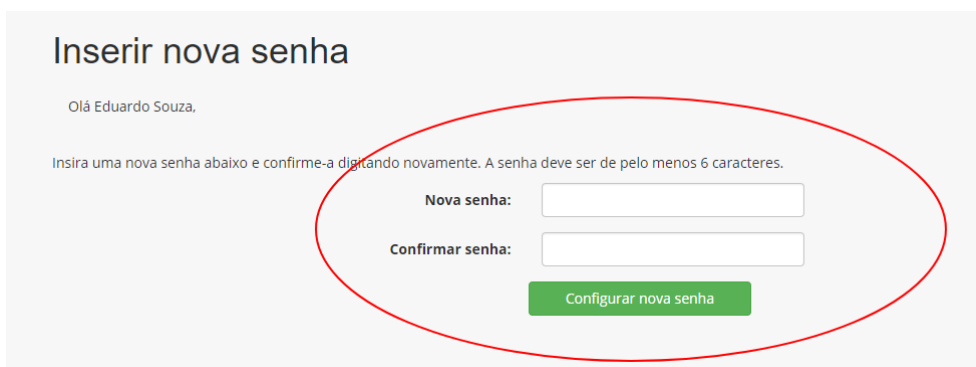 Inserir nova senha
Olá Eduardo Souza,
Insira uma nova senha abaixo e confirme-a digitando novamente. A senha deve ser de pelo menos 6 caracteres.
Nova senha:
Confirmar senha:
Configurar nova senha